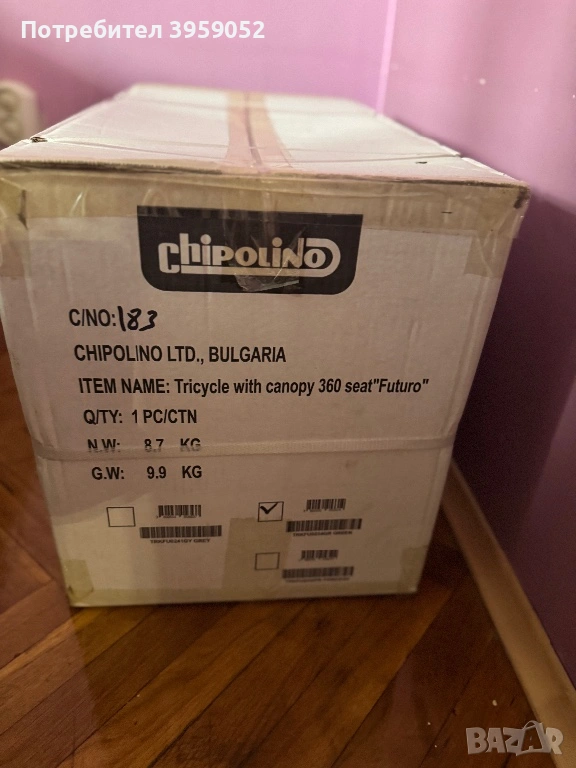 Потребител 3959052
chipolino
C/NO: 183
CHIPOLINO LTD., BULGARIA
ITEM NAME: Tricycle with canopy 360 seat"Futuro"
Q/TY: 1 PC/CTN
N.W: 8.7 KG
G.W: 9.9 KG
BAZAR